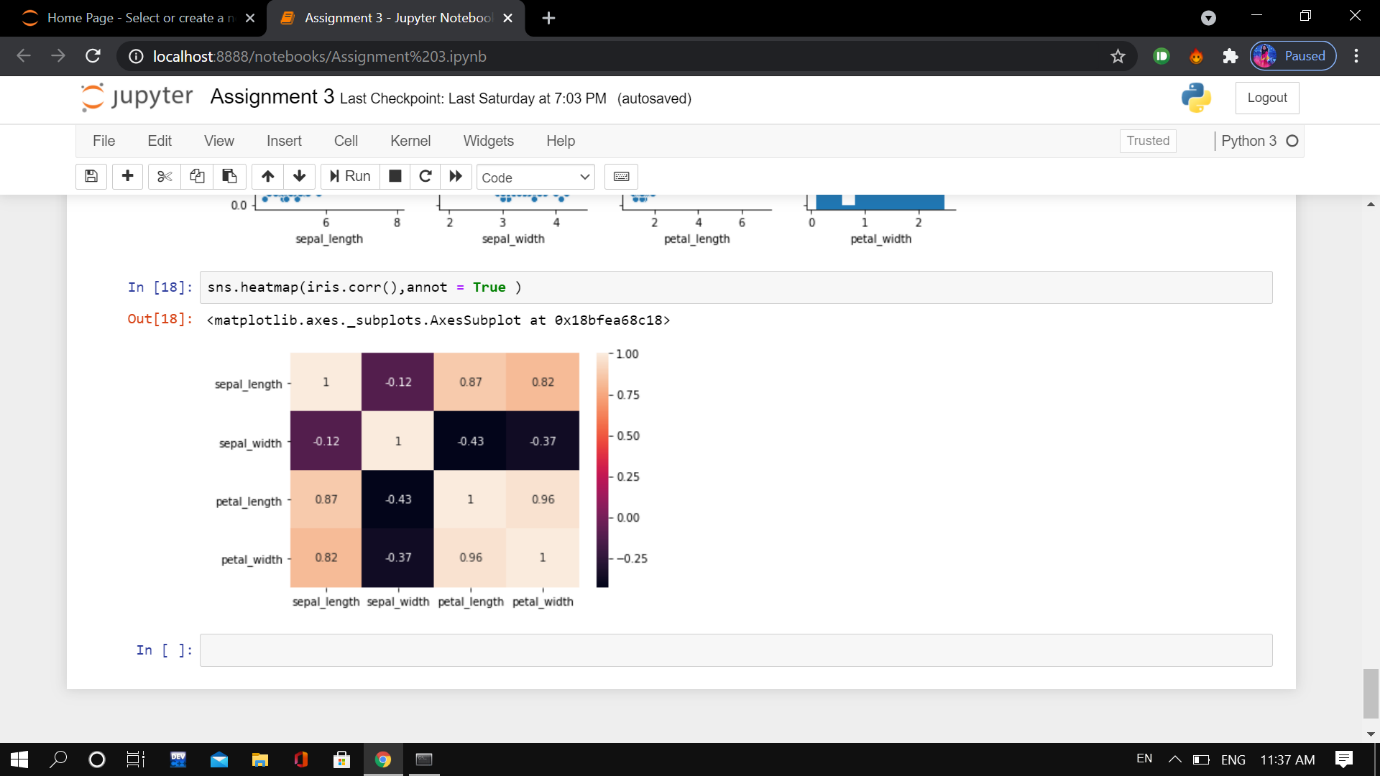 Home Page - Select or create a n
Assignment 3 - Jupyter Noteboo
localhost:8888/notebooks/Assignment%203.ipynb
Paused
jupyter Assignment 3 Last Checkpoint: Last Saturday at 7:03 PM (autosaved)
Logout
File Edit View Insert Cell Kernel Widgets Help
Trusted
Python 3
Run
Code
0.0
6 8 2 3 4 2 4 6 0 1 2
sepal_length sepal_width petal_length petal_width
In [18]: sns.heatmap(iris.corr(),annot = True )
Out[18]: <matplotlib.axes._subplots.AxesSubplot at 0x18bfea68c18>
sepal_length 1 -0.12 0.87 0.82
sepal_width -0.12 1 -0.43 -0.37
petal_length 0.87 -0.43 1 0.96
petal_width 0.82 -0.37 0.96 1
sepal_length sepal_width petal_length petal_width
1.00
0.75
0.50
0.25
0.00
-0.25
In [ ]:
DEV
EN
ENG
11:37 AM